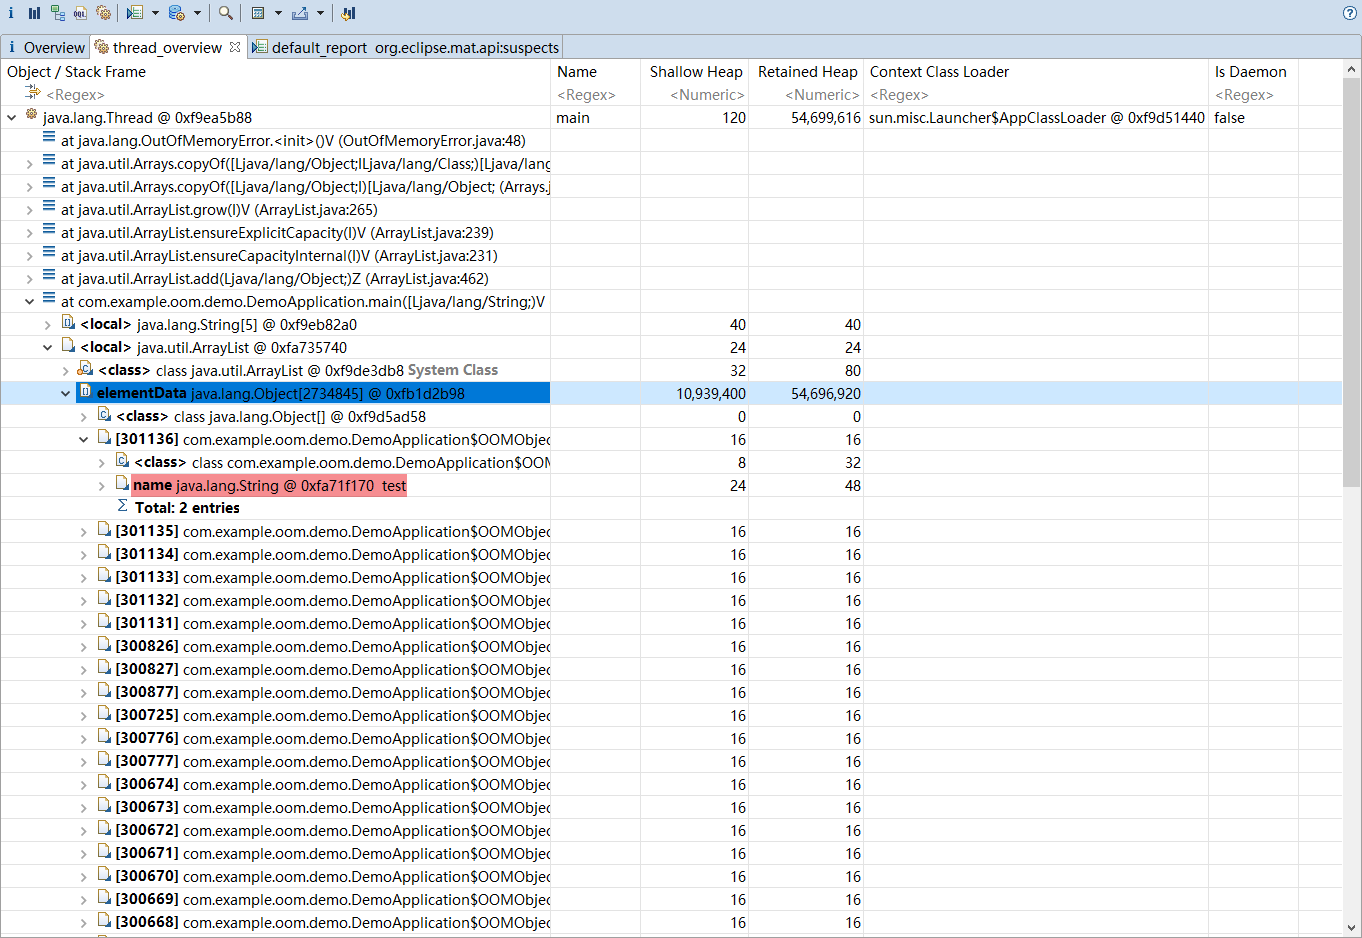 Overview thread_overview default_report org.eclipse.mat.api:suspects
Object / Stack Frame Name Shallow Heap Retained Heap Context Class Loader Is Daemon
<Regex> <Regex> <Numeric> <Numeric> <Regex> <Regex>
java.lang.Thread @ 0xf9ea5b88 main 120 54,699,616 sun.misc.Launcher$AppClassLoader @ 0xf9d51440 false
at java.lang.OutOfMemoryError.<init>()V (OutOfMemoryError.java:48)
at java.util.Arrays.copyOf([Ljava/lang/Object;ILjava/lang/Class;)[Ljava/lang
at java.util.Arrays.copyOf([Ljava/lang/Object;I)[Ljava/lang/Object; (Arrays.j
at java.util.ArrayList.grow(I)V (ArrayList.java:265)
at java.util.ArrayList.ensureExplicitCapacity(I)V (ArrayList.java:239)
at java.util.ArrayList.ensureCapacityInternal(I)V (ArrayList.java:231)
at java.util.ArrayList.add(Ljava/lang/Object;)Z (ArrayList.java:462)
at com.example.oom.demo.DemoApplication.main([Ljava/lang/String;)V
<local> java.lang.String[5] @ 0xf9eb82a0 40 40
<local> java.util.ArrayList @ 0xfa735740 24 24
<class> class java.util.ArrayList @ 0xf9de3db8 System Class 32 80
elementData java.lang.Object[2734845] @ 0xfb1d2b98 10,939,400 54,696,920
<class> class java.lang.Object[] @ 0xf9d5ad58 0 0
[301136] com.example.oom.demo.DemoApplication$OOMObjec 16 16
<class> class com.example.oom.demo.DemoApplication$OOM 8 32
name java.lang.String @ 0xfa71f170 test 24 48
Total: 2 entries
[301135] com.example.oom.demo.DemoApplication$OOMObjec 16 16
[301134] com.example.oom.demo.DemoApplication$OOMObjec 16 16
[301133] com.example.oom.demo.DemoApplication$OOMObjec 16 16
[301132] com.example.oom.demo.DemoApplication$OOMObjec 16 16
[301131] com.example.oom.demo.DemoApplication$OOMObjec 16 16
[300826] com.example.oom.demo.DemoApplication$OOMObjec 16 16
[300827] com.example.oom.demo.DemoApplication$OOMObjec 16 16
[300877] com.example.oom.demo.DemoApplication$OOMObjec 16 16
[300725] com.example.oom.demo.DemoApplication$OOMObjec 16 16
[300776] com.example.oom.demo.DemoApplication$OOMObjec 16 16
[300777] com.example.oom.demo.DemoApplication$OOMObjec 16 16
[300674] com.example.oom.demo.DemoApplication$OOMObjec 16 16
[300673] com.example.oom.demo.DemoApplication$OOMObjec 16 16
[300672] com.example.oom.demo.DemoApplication$OOMObjec 16 16
[300671] com.example.oom.demo.DemoApplication$OOMObjec 16 16
[300670] com.example.oom.demo.DemoApplication$OOMObjec 16 16
[300669] com.example.oom.demo.DemoApplication$OOMObjec 16 16
[300668] com.example.oom.demo.DemoApplication$OOMObjec 16 16